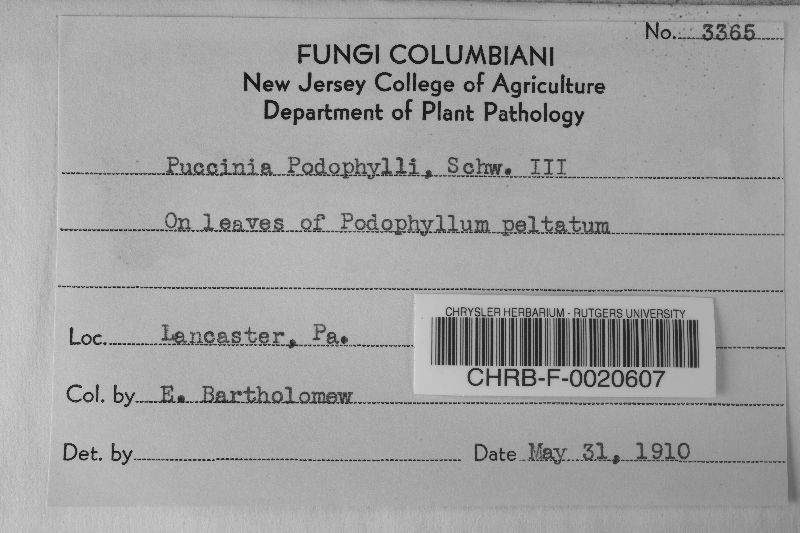 No. 3365
FUNGI COLUMBIANI
New Jersey College of Agriculture
Department of Plant Pathology
Puccinia Podophylli, Schw. III
On leaves of Podophyllum peltatum
CHRYSLER HERBARIUM - RUTGERS UNIVERSITY
CHRB-F-0020607
Loc. Lancaster, Pa.
Col. by E. Bartholomew
Det. by
Date May 31, 1910